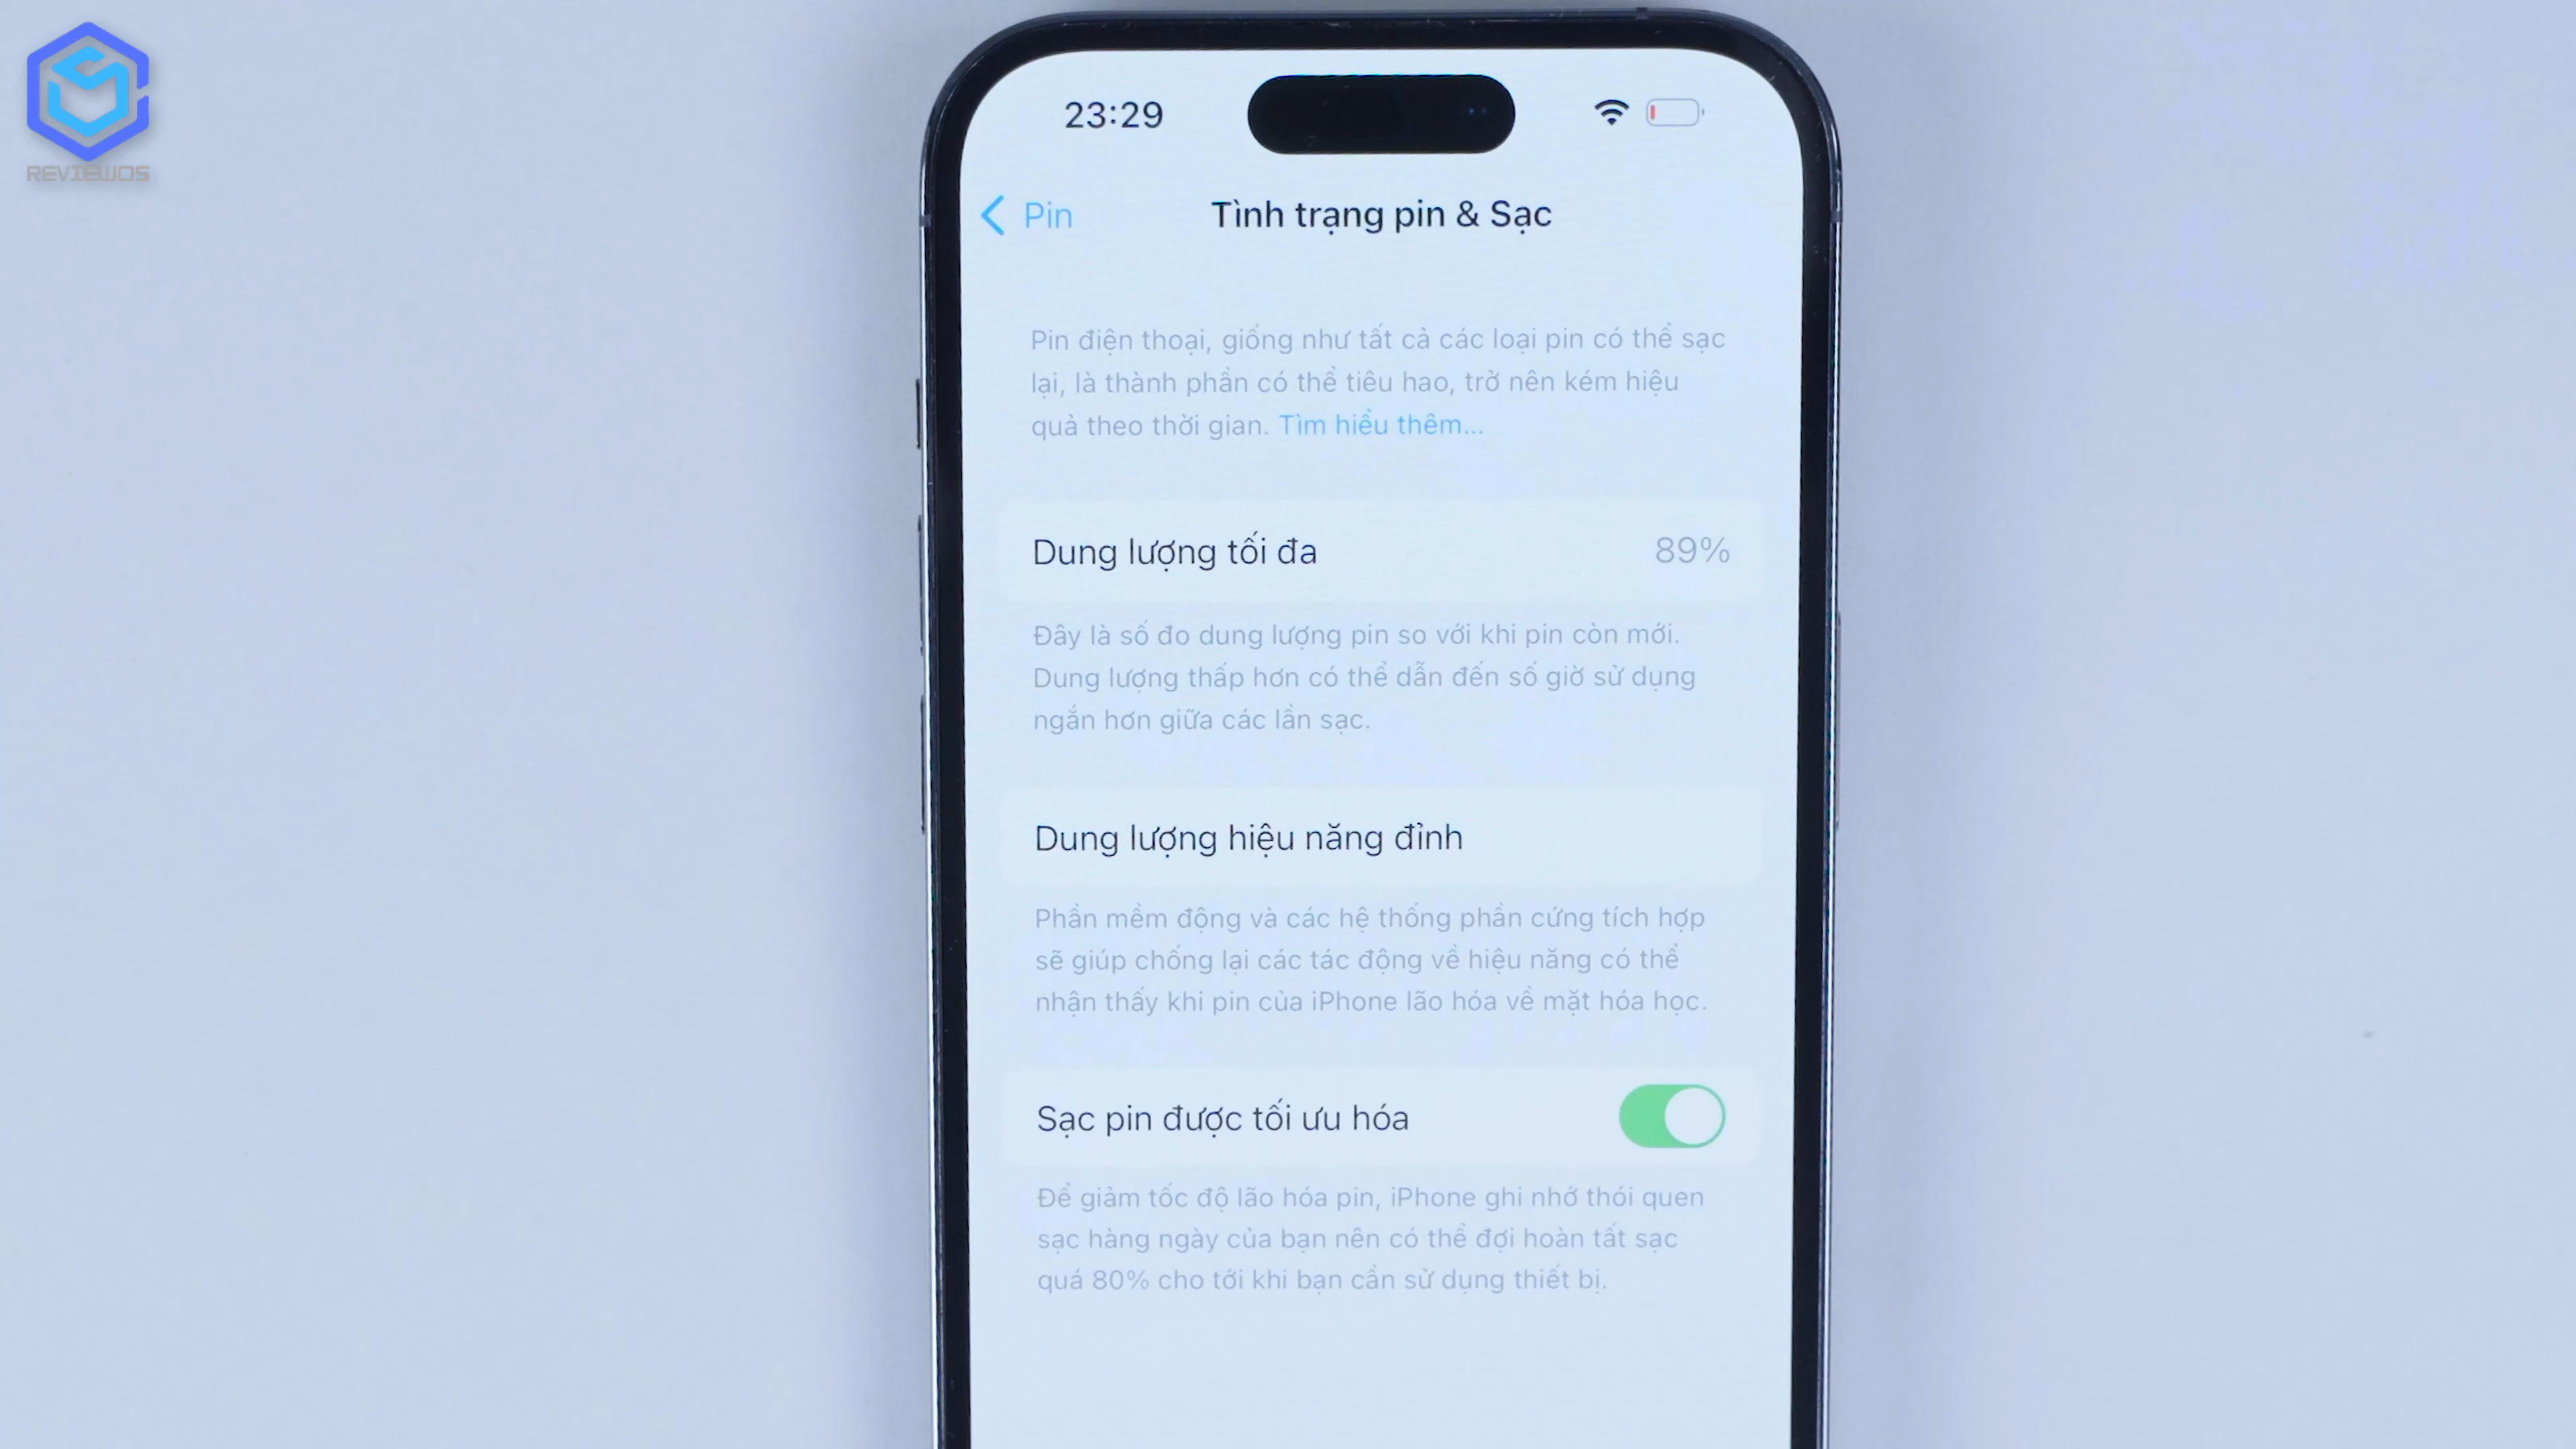 REVIEWOS
23:29
Pin
Tình trạng pin & Sạc
Pin điện thoại, giống như tất cả các loại pin có thể sạc
lại, là thành phần có thể tiêu hao, trở nên kém hiệu
quả theo thời gian. Tìm hiểu thêm...
Dung lượng tối đa 89%
Đây là số đo dung lượng pin so với khi pin còn mới.
Dung lượng thấp hơn có thể dẫn đến số giờ sử dụng
ngắn hơn giữa các lần sạc.
Dung lượng hiệu năng đỉnh
Phần mềm động và các hệ thống phần cứng tích hợp
sẽ giúp chống lại các tác động về hiệu năng có thể
nhận thấy khi pin của iPhone lão hóa về mặt hóa học.
Sạc pin được tối ưu hóa
Để giảm tốc độ lão hóa pin, iPhone ghi nhớ thói quen
sạc hàng ngày của bạn nên có thể đợi hoàn tất sạc
quá 80% cho tới khi bạn cần sử dụng thiết bị.